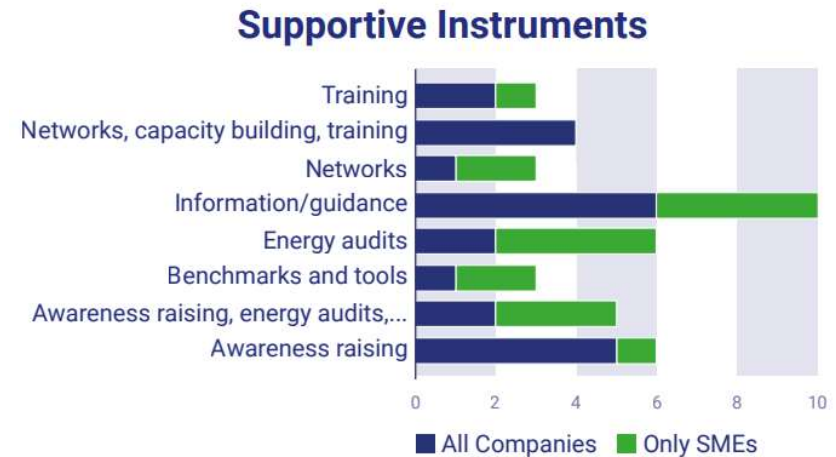 Supportive Instruments
Training
Networks, capacity building, training
Networks
Information/guidance
Energy audits
Benchmarks and tools
Awareness raising, energy audits,...
Awareness raising
0 2 4 6 8 10
All Companies Only SMEs